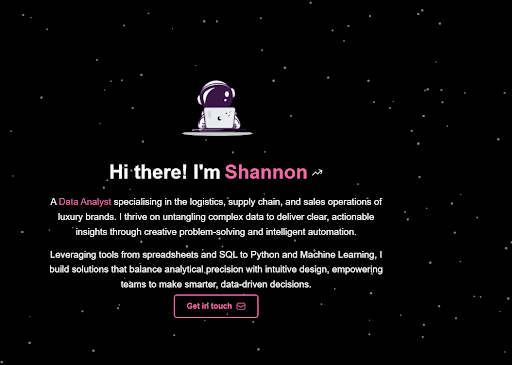 Hi there! I'm Shannon
A Data Analyst specialising in the logistics, supply chain, and sales operations of
luxury brands. I thrive on untangling complex data to deliver clear, actionable
insights through creative problem-solving and intelligent automation.
Leveraging tools from spreadsheets and SQL to Python and Machine Learning, I
build solutions that balance analytical precision with intuitive design, empowering
teams to make smarter, data-driven decisions.
Get in touch